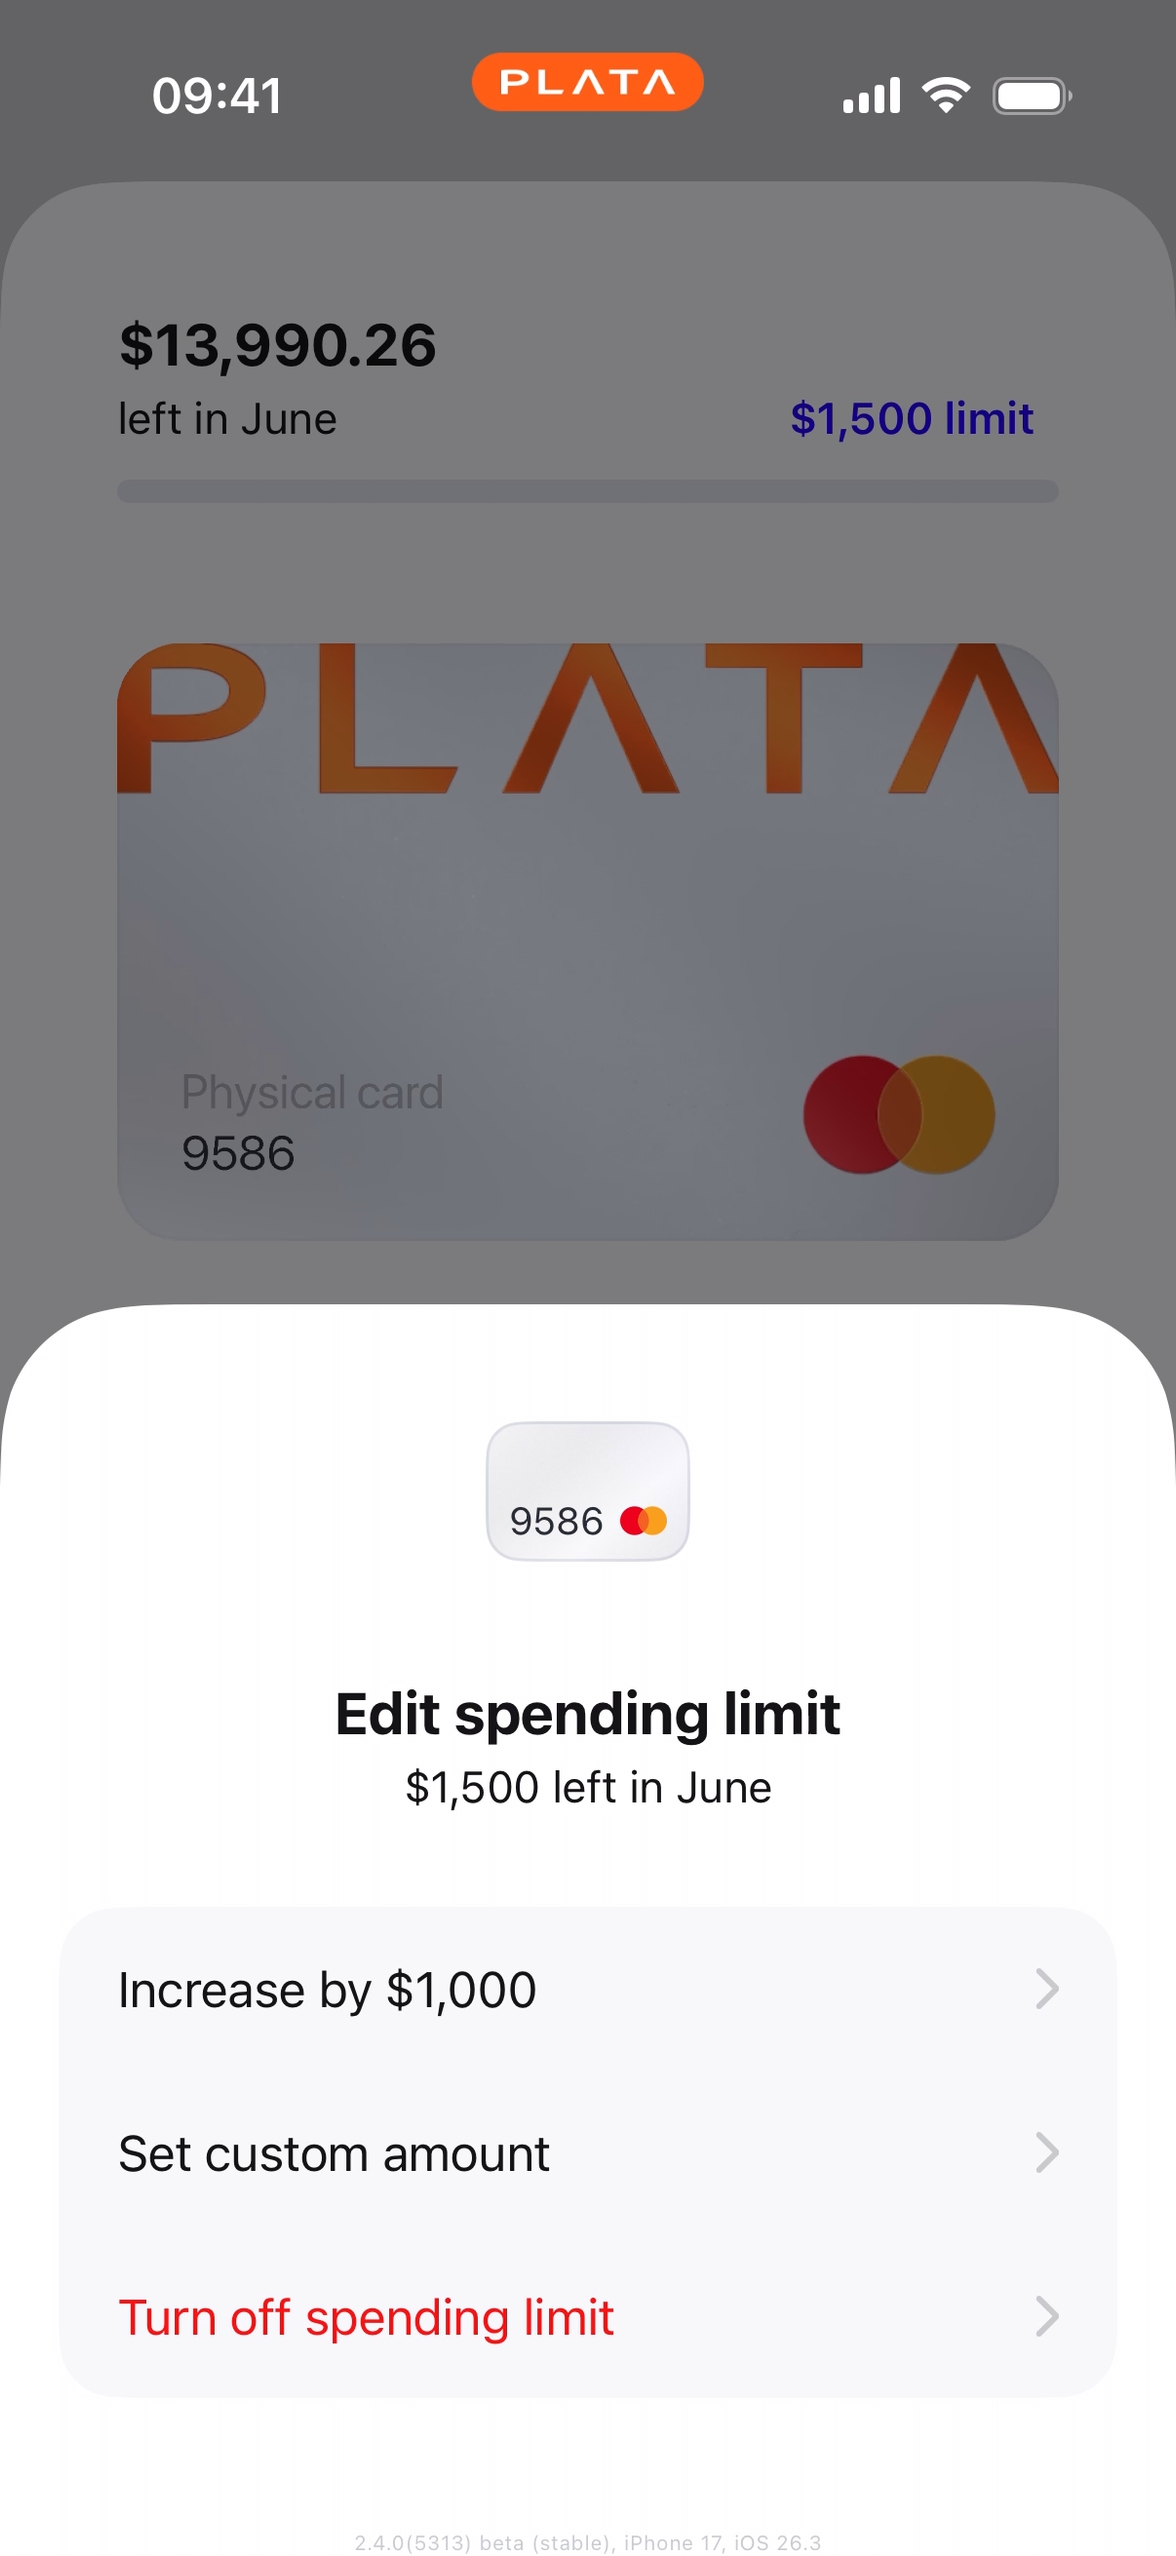 09:41
PLATA
$13,990.26
left in June
$1,500 limit
PLATA
Physical card
9586
9586
Edit spending limit
$1,500 left in June
Increase by $1,000
Set custom amount
Turn off spending limit
2.4.0(5313) beta (stable), iPhone 17, iOS 26.3